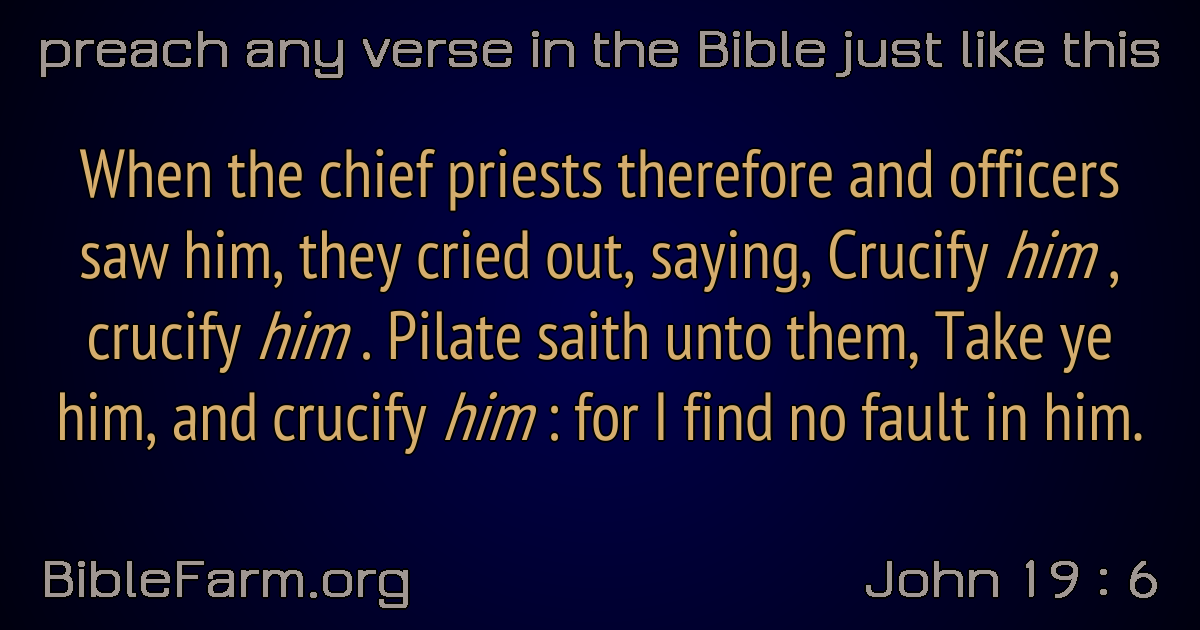 preach any verse in the Bible just like this
When the chief priests therefore and officers
saw him, they cried out, saying, Crucify him ,
crucify him . Pilate saith unto them, Take ye
him, and crucify him : for I find no fault in him.
BibleFarm.org
John 19 : 6